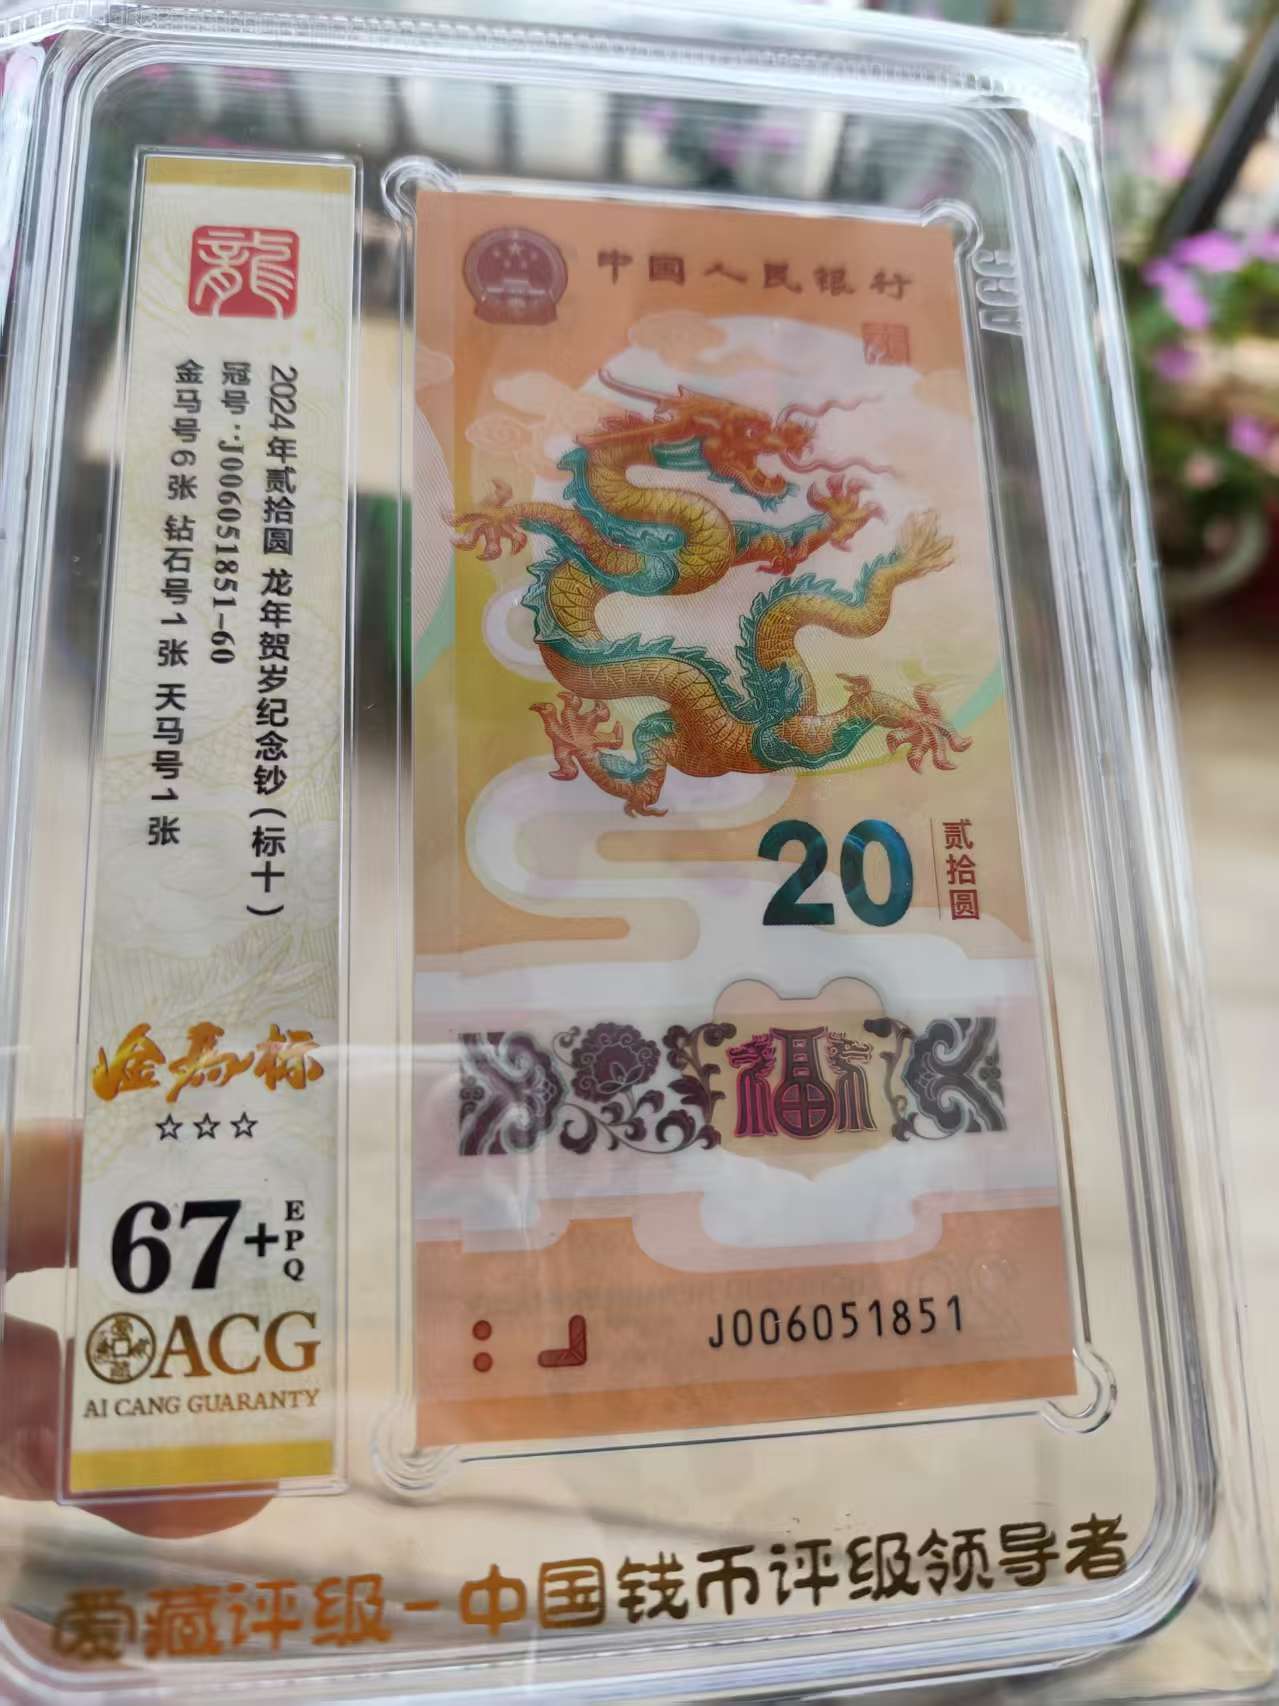 龍
2024年贰拾圆 龙年贺岁纪念钞(标十)
冠号:J006051851-60
金马号6张 钻石号1张 天马号1张
金马标
☆☆☆
67+
EPQ
ACG
AI CANG GUARANTY
中国人民银行
20
贰拾圆
福
J006051851
爱藏评级-中国钱币评级领导者